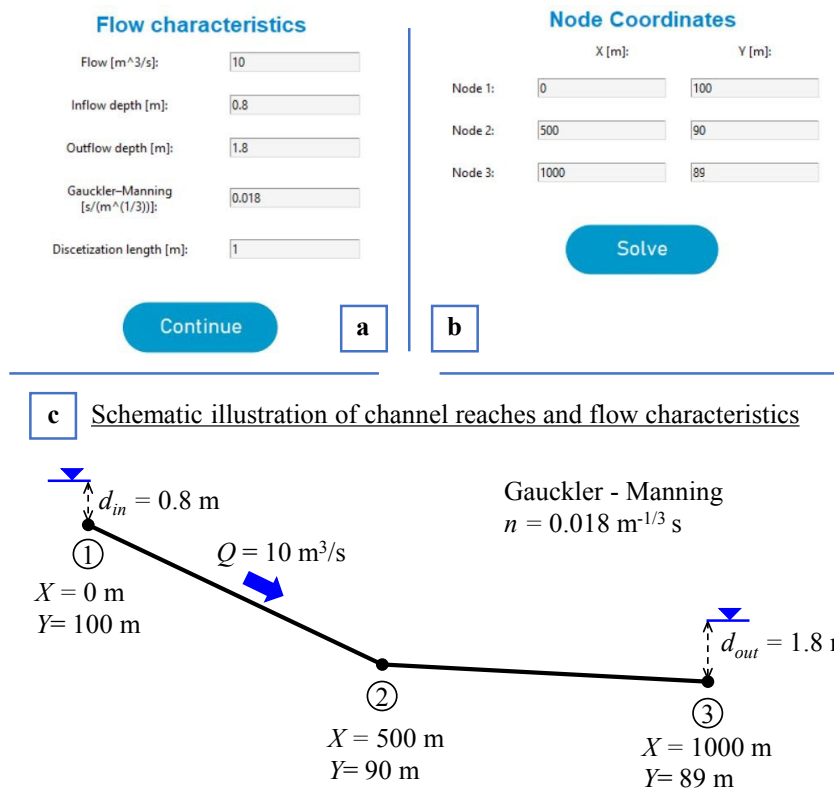 Flow characteristics
Flow [m^3/s]: 10
Inflow depth [m]: 0.8
Outflow depth [m]: 1.8
Gauckler–Manning
[s/(m^(1/3))]: 0.018
Discetization length [m]: 1
Continue
a
Node Coordinates
X [m]: Y [m]:
Node 1: 0 100
Node 2: 500 90
Node 3: 1000 89
Solve
b
c Schematic illustration of channel reaches and flow characteristics
d_in = 0.8 m
Gauckler - Manning
n = 0.018 m^-1/3 s
1
Q = 10 m³/s
X = 0 m
Y= 100 m
d_out = 1.8
2
X = 500 m
Y= 90 m
3
X = 1000 m
Y= 89 m